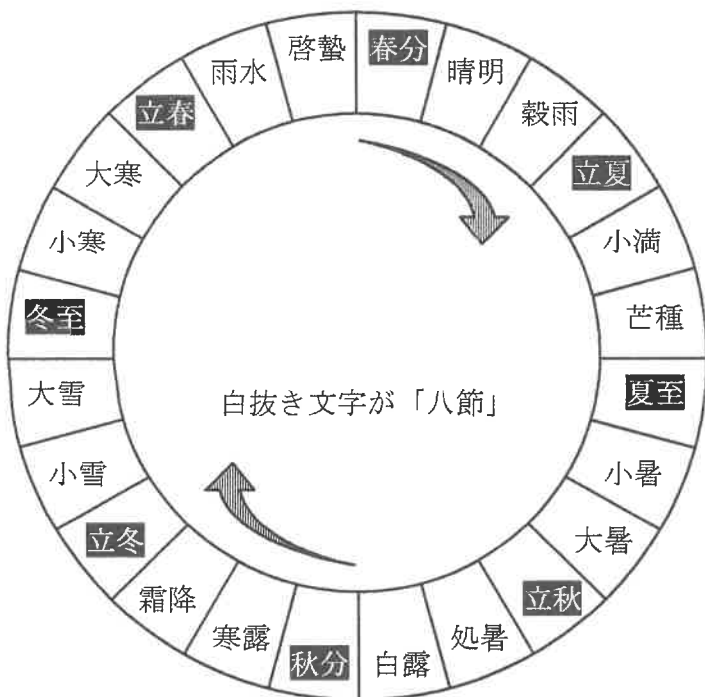 春分
晴明
穀雨
立夏
小満
芒種
夏至
小暑
大暑
立秋
処暑
白露
秋分
寒露
霜降
立冬
小雪
大雪
冬至
小寒
大寒
立春
雨水
啓蟄
白抜き文字が「八節」